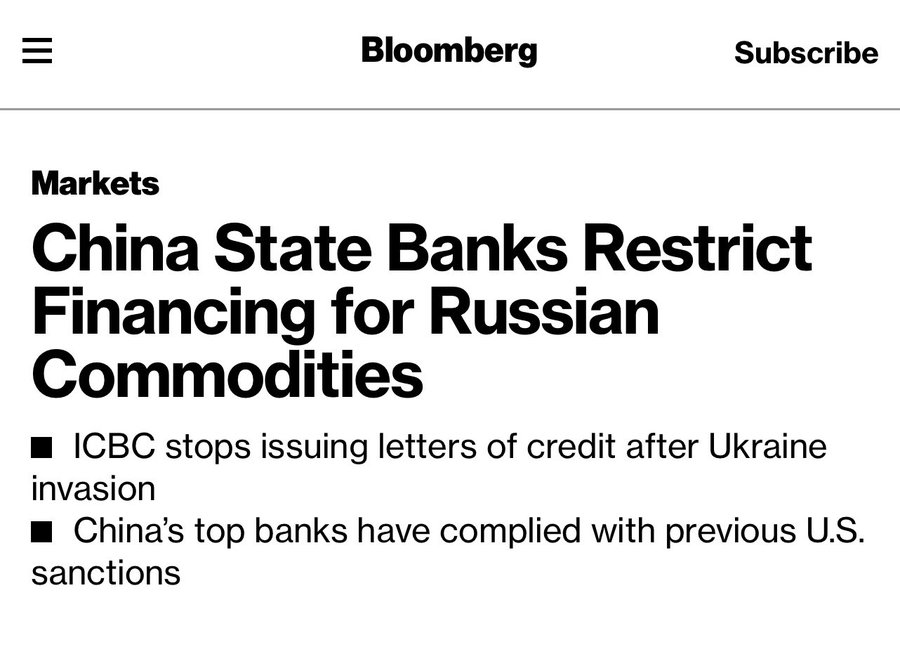 Bloomberg
Subscribe
Markets
China State Banks Restrict
Financing for Russian
Commodities
■ ICBC stops issuing letters of credit after Ukraine
invasion
■ China’s top banks have complied with previous U.S.
sanctions